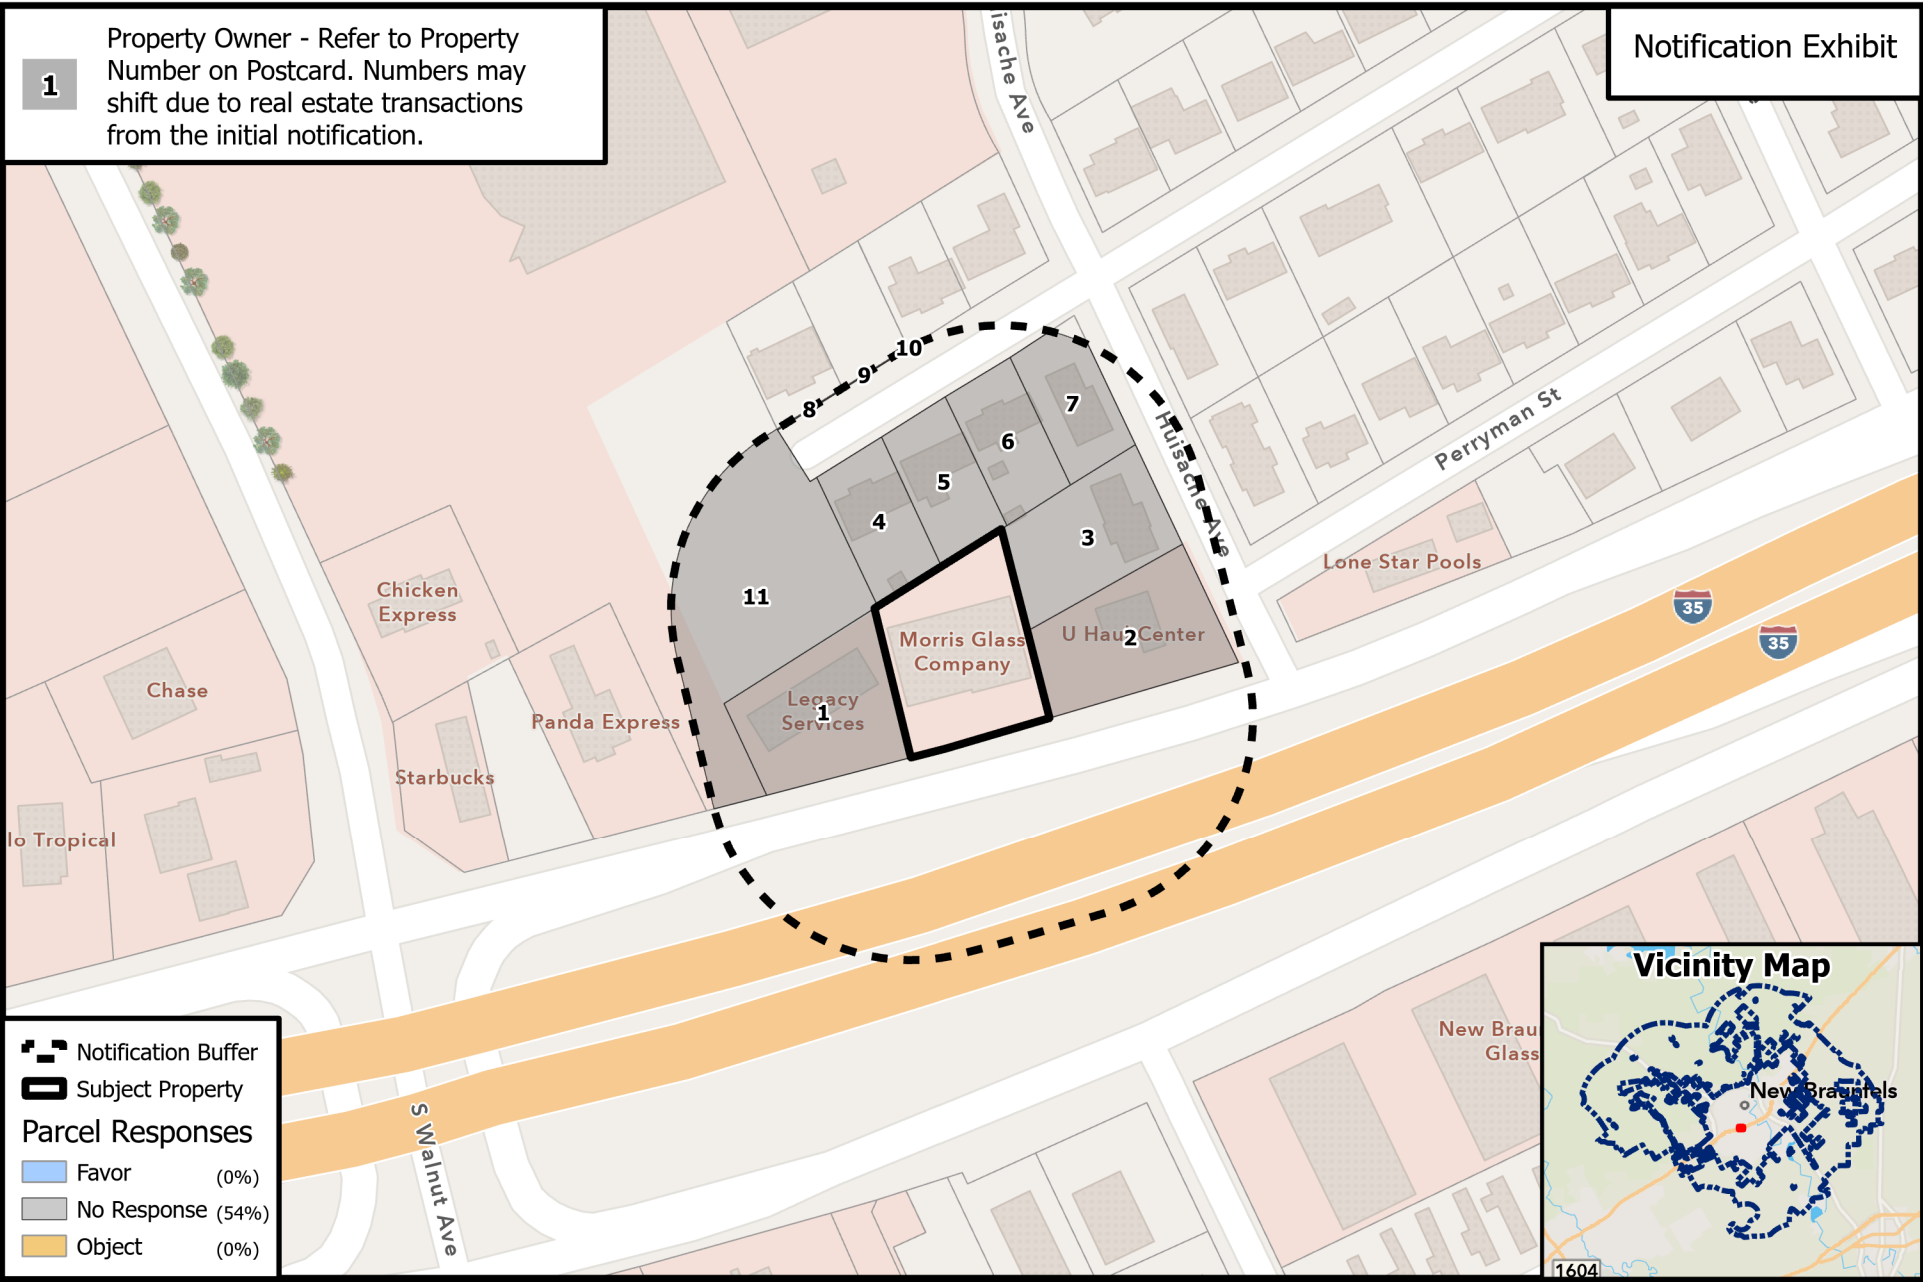 1
Property Owner - Refer to Property
Number on Postcard. Numbers may
shift due to real estate transactions
from the initial notification.
Notification Exhibit
isache Ave
10
9
8
7
6
5
4
3
11
2
1
Huisache Ave
Perryman St
Lone Star Pools
35
35
Chicken
Express
Chase
Panda Express
Starbucks
lo Tropical
Morris Glass
Company
U Haul Center
Legacy
Services
New Brau
Glass
S Walnut Ave
Notification Buffer
Subject Property
Parcel Responses
Favor (0%)
No Response (54%)
Object (0%)
Vicinity Map
New Braunfels
1604